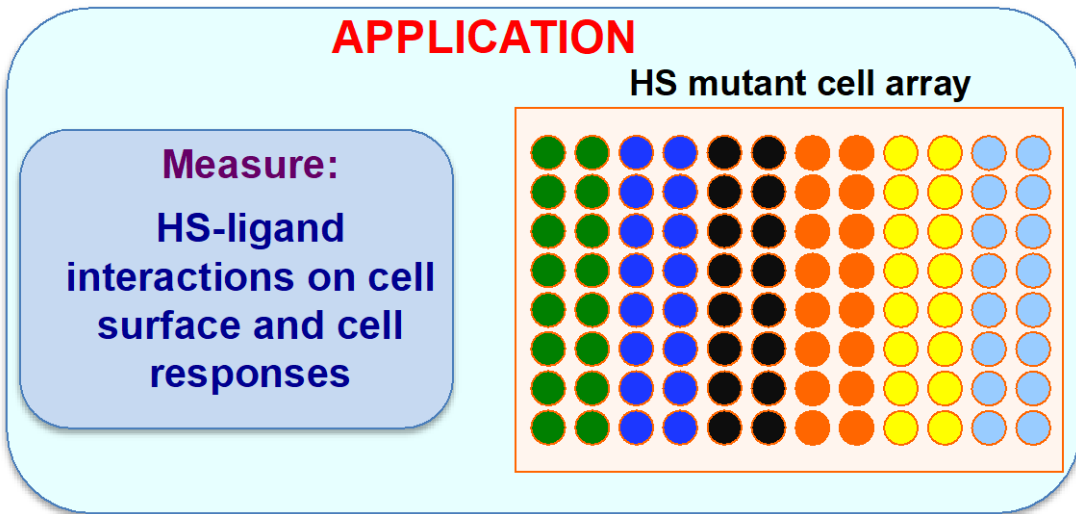 APPLICATION
HS mutant cell array
Measure:
HS-ligand
interactions on cell
surface and cell
responses